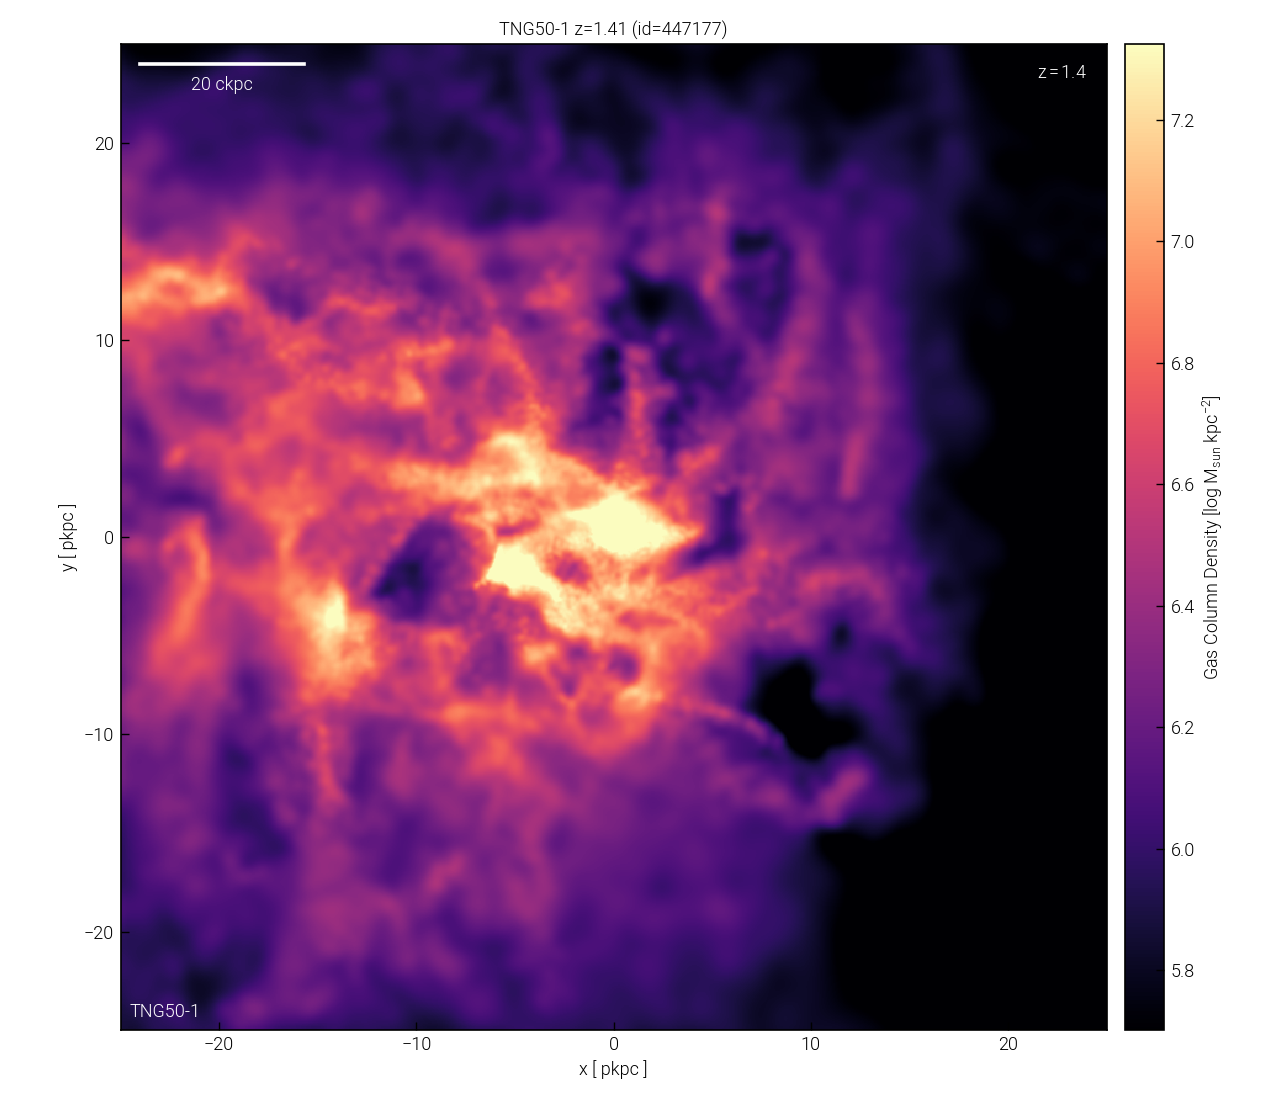 TNG50-1 z=1.41 (id=447177)
20 ckpc
z = 1.4
TNG50-1
y [ pkpc ]
20
10
0
−10
−20
−20
−10
0
10
20
x [ pkpc ]
7.2
7.0
6.8
6.6
6.4
6.2
6.0
5.8
Gas Column Density [log M_sun kpc⁻²]